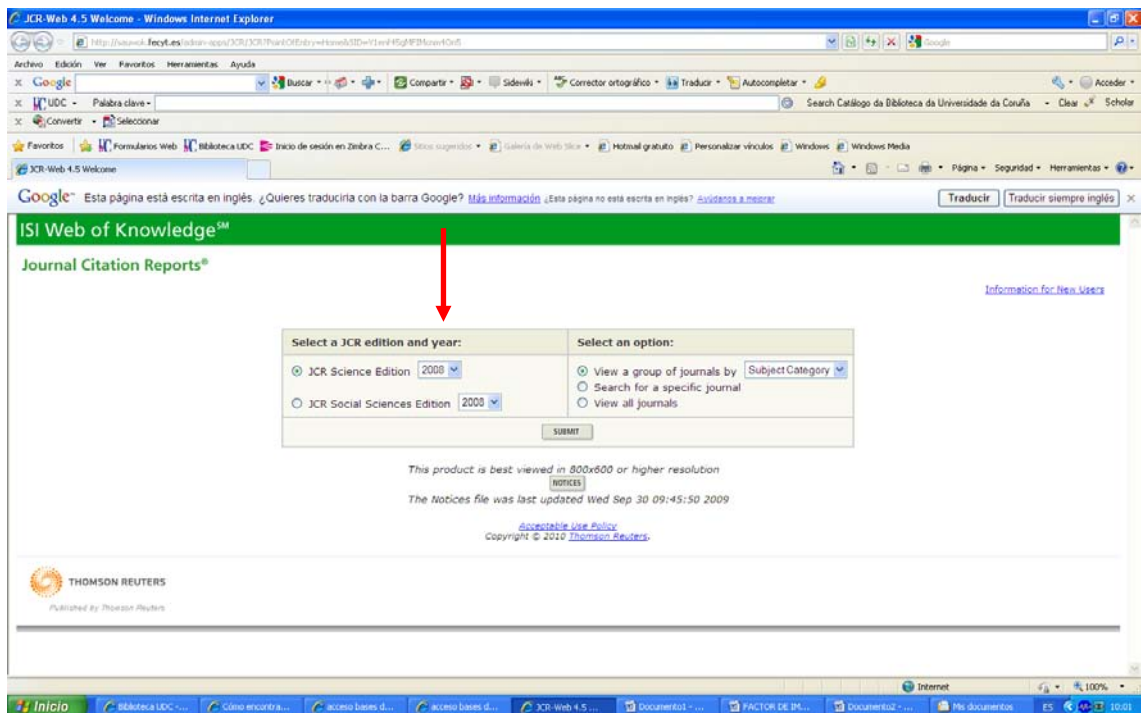 JCR-Web 4.5 Welcome - Windows Internet Explorer
Google
Archivo Edición Ver Favoritos Herramientas Ayuda
x Google Buscar Compartir Sidewiki Corrector ortográfico Traducir Autocompletar Acceder
x UDC - Palabra clave Search Catálogo da Biblioteca da Universidade da Coruña Clear Scholar
x Convertir Seleccionar
Favoritos Formularios Web Biblioteca UDC Inicio de sesión en Zimbra C... Sitios sugeridos Galería de Web Slice Hotmail gratuito Personalizar vínculos Windows Windows Media
JCR-Web 4.5 Welcome Página Seguridad Herramientas
Google Esta página está escrita en inglés. ¿Quieres traducirla con la barra Google? Más información ¿Esta página no está escrita en inglés? Ayúdanos a mejorar Traducir Traducir siempre inglés x
ISI Web of Knowledge℠
Journal Citation Reports®
Information for New Users
Select a JCR edition and year: Select an option:
JCR Science Edition 2008 View a group of journals by Subject Category
Search for a specific journal
JCR Social Sciences Edition 2008 View all journals
SUBMIT
This product is best viewed in 800x600 or higher resolution
NOTICES
The Notices file was last updated Wed Sep 30 09:45:50 2009
Acceptable Use Policy
Copyright © 2010 Thomson Reuters.
THOMSON REUTERS
Published by Thomson Reuters
Internet 100%
Inicio Biblioteca UDC -... Cómo encontra... acceso bases d... acceso bases d... JCR-Web 4.5 ... Documento1 - ... FACTOR DE IM... Documento2 - ... Mis documentos ES 10:01